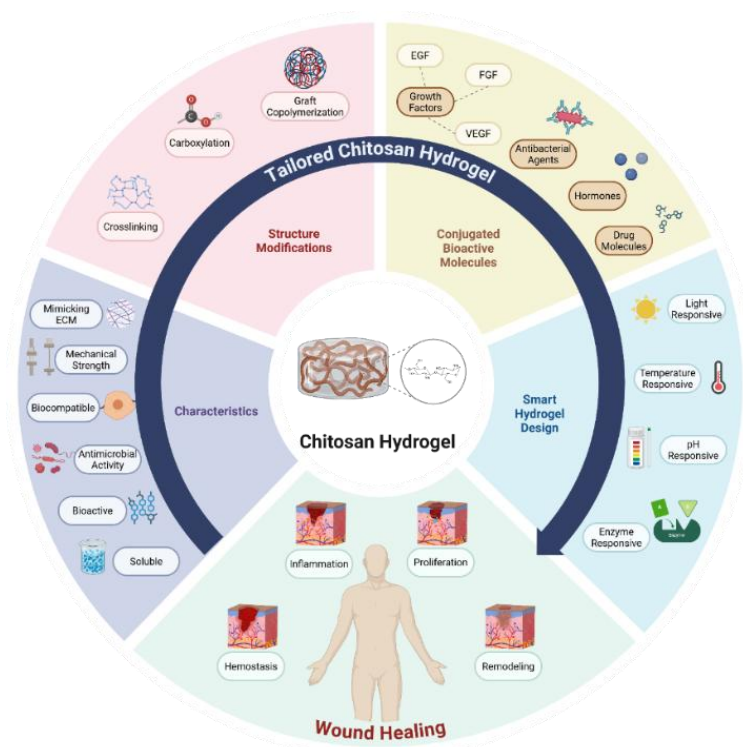 EGF
FGF
Growth
Factors
VEGF
Antibacterial
Agents
Hormones
Drug
Molecules
Graft
Copolymerization
Carboxylation
Crosslinking
Tailored Chitosan Hydrogel
Structure
Modifications
Conjugated
Bioactive
Molecules
Mimicking
ECM
Mechanical
Strength
Biocompatible
Antimicrobial
Activity
Bioactive
Soluble
Characteristics
Chitosan Hydrogel
Smart
Hydrogel
Design
Light
Responsive
Temperature
Responsive
pH
Responsive
Enzyme
Responsive
Enzyme
Inflammation
Proliferation
Hemostasis
Remodeling
Wound Healing